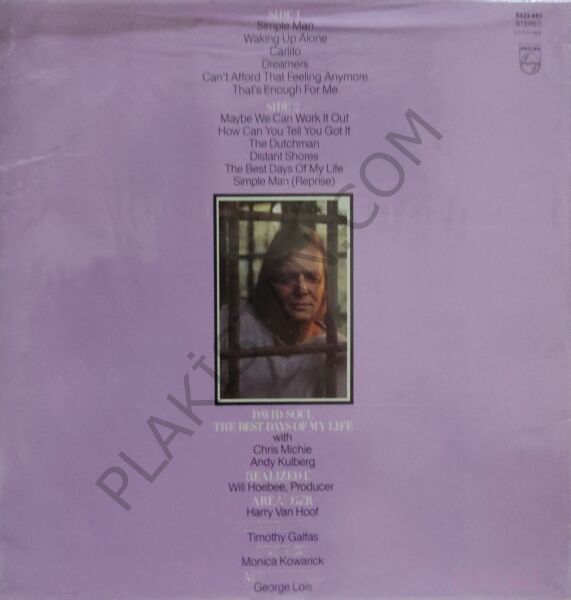 SIDE 1
Simple Man
Waking Up Alone
Carlito
Dreamers
Can't Afford That Feeling Anymore
That's Enough For Me
SIDE 2
Maybe We Can Work It Out
How Can You Tell You Got It
The Dutchman
Distant Shores
The Best Days Of My Life
Simple Man (Reprise)
STEREO
PHILIPS
DAVID SOUL
THE BEST DAYS OF MY LIFE
with
Chris Michie
Andy Kulberg
REALIZED
Will Hoebee, Producer
Harry Van Hoof
Timothy Galfas
Monica Kowarick
George Lois